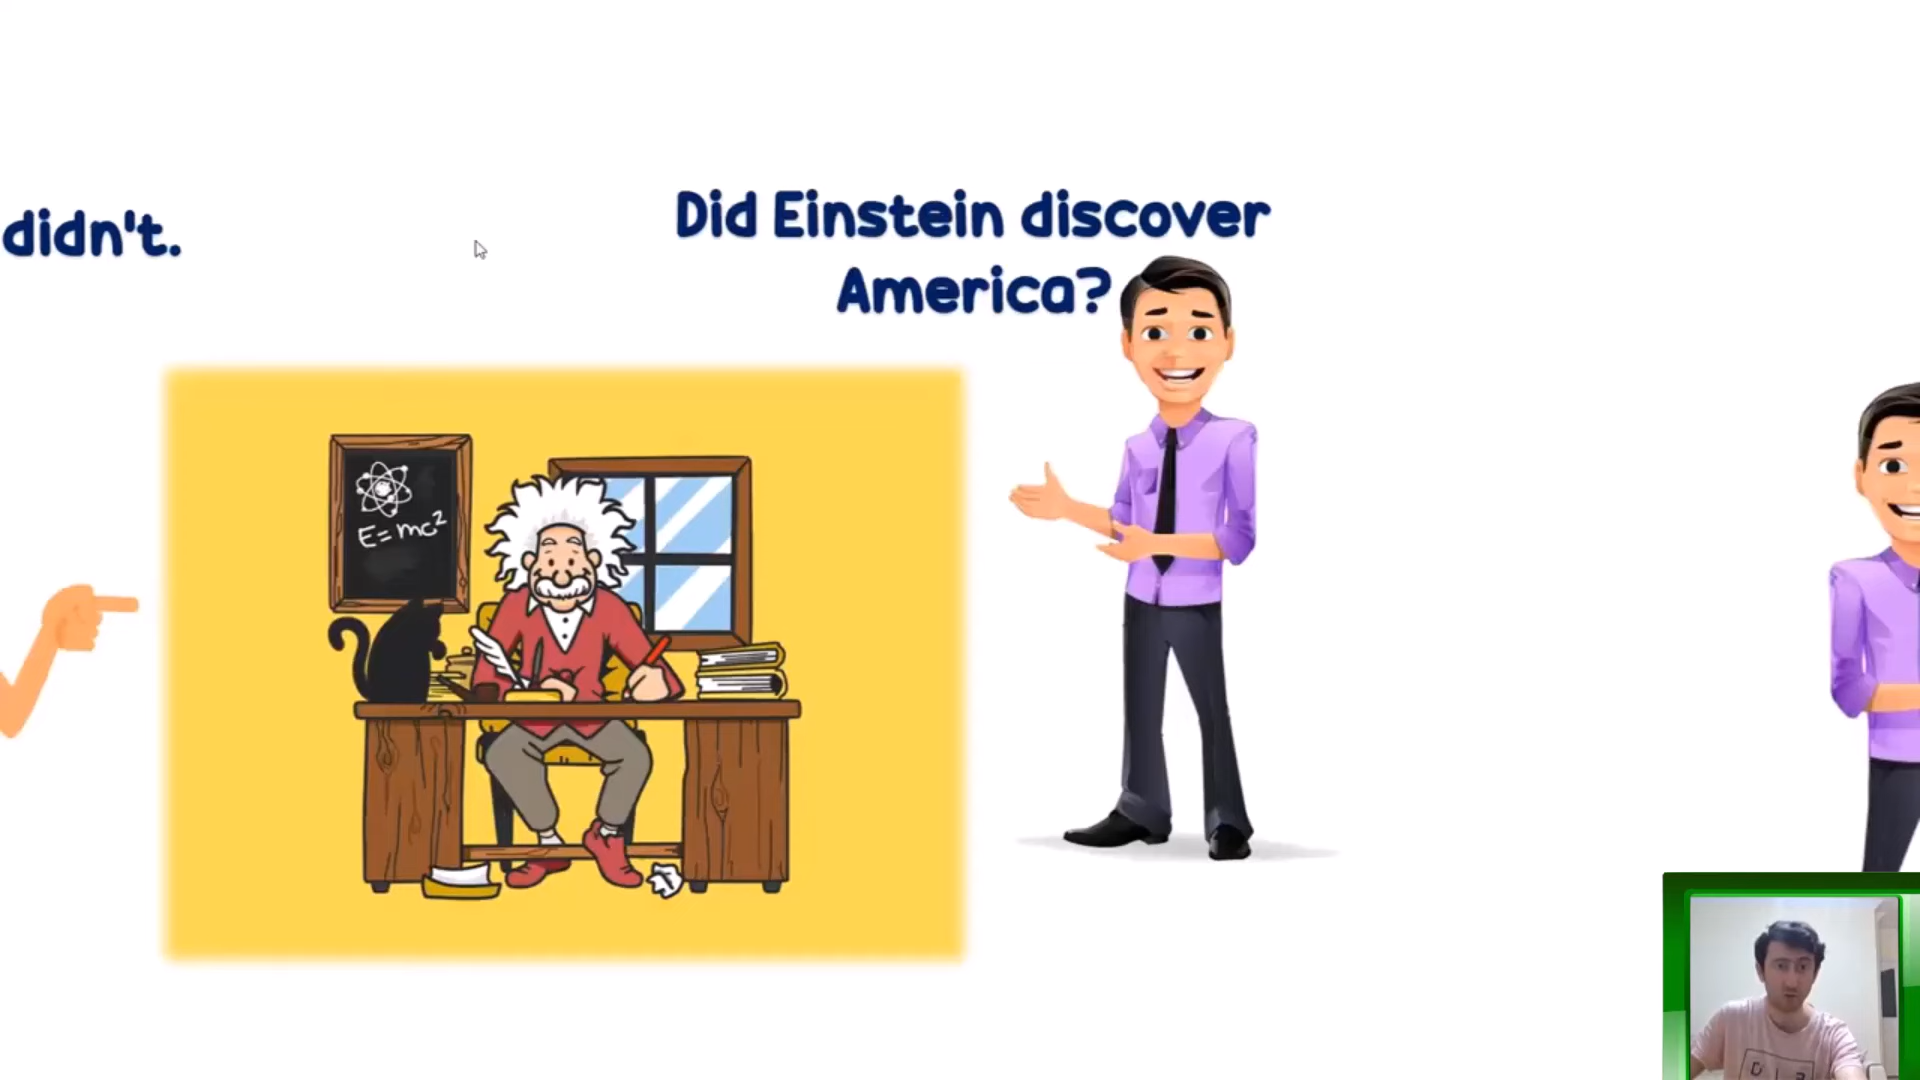 didn't.
Did Einstein discover
America?
E=mc²